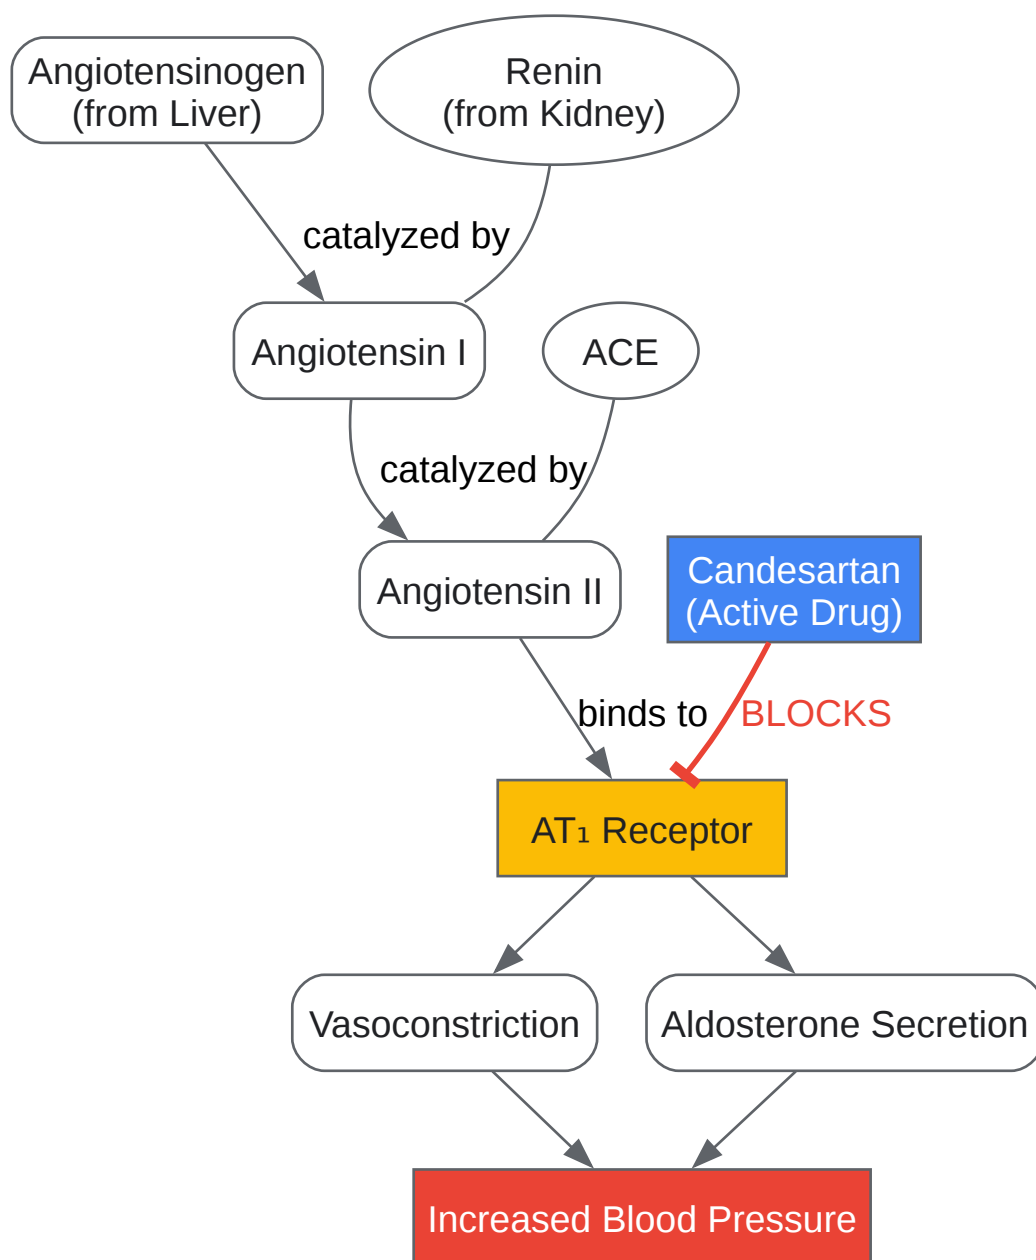 Angiotensinogen
(from Liver)
Renin
(from Kidney)
catalyzed by
Angiotensin I
ACE
catalyzed by
Angiotensin II
Candesartan
(Active Drug)
binds to
BLOCKS
AT₁ Receptor
Vasoconstriction
Aldosterone Secretion
Increased Blood Pressure